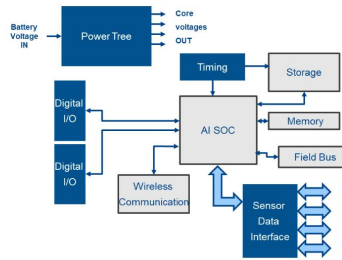 Battery
Voltage
IN
Power Tree
Core
voltages
OUT
Timing
Storage
Digital
I/O
AI SOC
Memory
Digital
I/O
Field Bus
Wireless
Communication
Sensor
Data
Interface